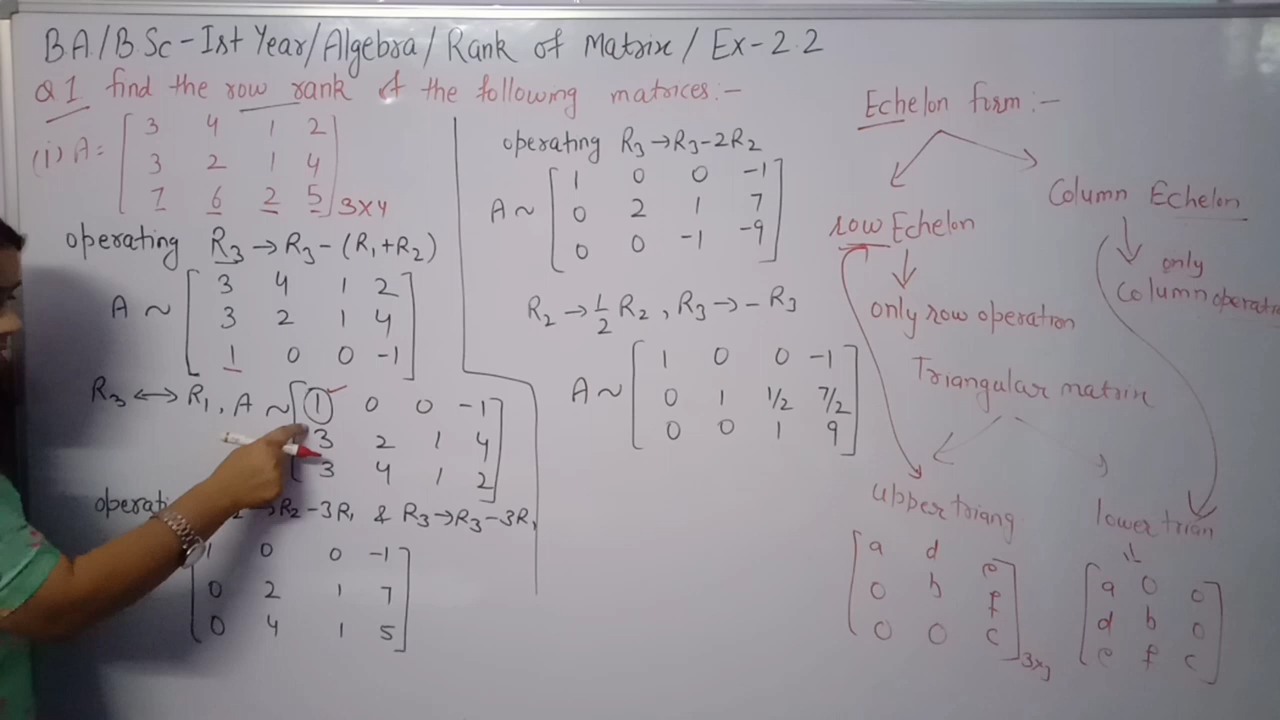 BA/BSc-Ist Year/Algebra/Rank of Matrix/Ex-2.2
Q1 find the row rank of the following matrices:-
(i) A= [3 4 1 2
3 2 1 4
7 6 2 5] 3x4
operating R3→R3-(R1+R2)
A ~ [3 4 1 2
3 2 1 4
1 0 0 -1]
R3↔R1, A ~ [1 0 0 -1
3 2 1 4
3 4 1 2]
R2-3R1 & R3→R3-3R1
[1 0 0 -1
0 2 1 7
0 4 1 5]
operating R3→R3-2R2
A ~ [1 0 0 -1
0 2 1 7
0 0 -1 -9]
R2→1/2 R2, R3→-R3
A ~ [1 0 0 -1
0 1 1/2 7/2
0 0 1 9]
Echelon form:-
row Echelon
only row operation
Column Echelon
only
Column operati
Triangular matrix
upper triang
[a d e
0 b f
0 0 c] 3x3
lower trian
[a 0 0
d b 0
e f c]